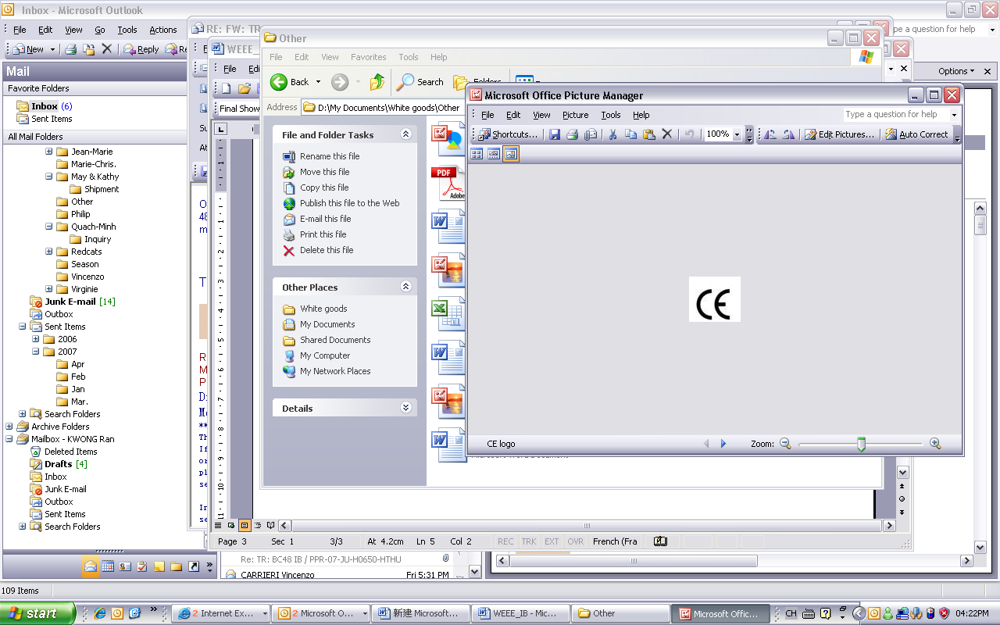 Inbox - Microsoft Outlook
File Edit View Go Tools Actions
pe a question for help
New Reply Re
Options
Mail
Favorite Folders
Inbox (6)
Sent Items
All Mail Folders
Jean-Marie
Marie-Chris.
May & Kathy
Shipment
Other
Philip
Quach-Minh
Inquiry
Redcats
Season
Vincenzo
Virginie
Junk E-mail [14]
Outbox
Sent Items
2006
2007
Apr
Feb
Jan
Mar.
Search Folders
Archive Folders
Mailbox - KWONG Ran
Deleted Items
Drafts [4]
Inbox
Junk E-mail
Outbox
Sent Items
Search Folders
109 Items
RE: FW: TR
WEEE_
File Edi
Final Show
Other
File Edit View Favorites Tools Help
Back Search Folders
Address D:\My Documents\White goods\Other
File and Folder Tasks
Rename this file
Move this file
Copy this file
Publish this file to the Web
E-mail this file
Print this file
Delete this file
Other Places
White goods
My Documents
Shared Documents
My Computer
My Network Places
Details
PDF
Adobe
Microsoft Office Picture Manager
File Edit View Picture Tools Help
Type a question for help
Shortcuts... 100% Edit Pictures... Auto Correct
CE
CE logo
Zoom:
Page 3 Sec 1 3/3 At 4.2cm Ln 5 Col 2 REC TRK EXT OVR French (Fra
Re: TR: BC48 IB / PPR-07-JU-H0650-HTHU
CARRIERI Vincenzo Fri 5:31 PM
start
2 Internet Ex... 2 Microsoft O... 新建 Microsoft... WEEE_IB - Mic... Other Microsoft Offic... CH 04:22PM